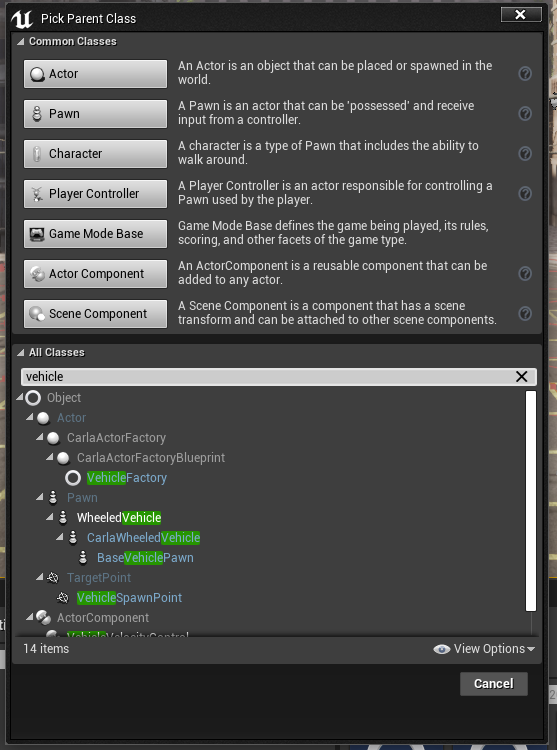 Pick Parent Class
Common Classes
Actor
An Actor is an object that can be placed or spawned in the
world.
Pawn
A Pawn is an actor that can be 'possessed' and receive
input from a controller.
Character
A character is a type of Pawn that includes the ability to
walk around.
Player Controller
A Player Controller is an actor responsible for controlling a
Pawn used by the player.
Game Mode Base
Game Mode Base defines the game being played, its rules,
scoring, and other facets of the game type.
Actor Component
An ActorComponent is a reusable component that can be
added to any actor.
Scene Component
A Scene Component is a component that has a scene
transform and can be attached to other scene components.
All Classes
vehicle
Object
Actor
CarlaActorFactory
CarlaActorFactoryBlueprint
VehicleFactory
Pawn
WheeledVehicle
CarlaWheeledVehicle
BaseVehiclePawn
TargetPoint
VehicleSpawnPoint
ActorComponent
VehicleVelocityControl
14 items
View Options
Cancel